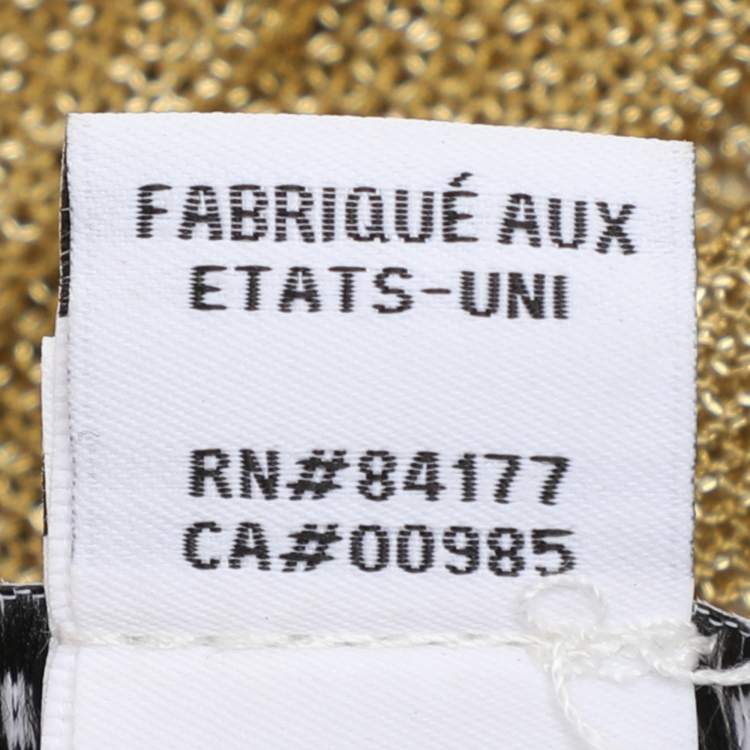 FABRIQUÉ AUX
ETATS-UNI
RN#84177
CA#00985